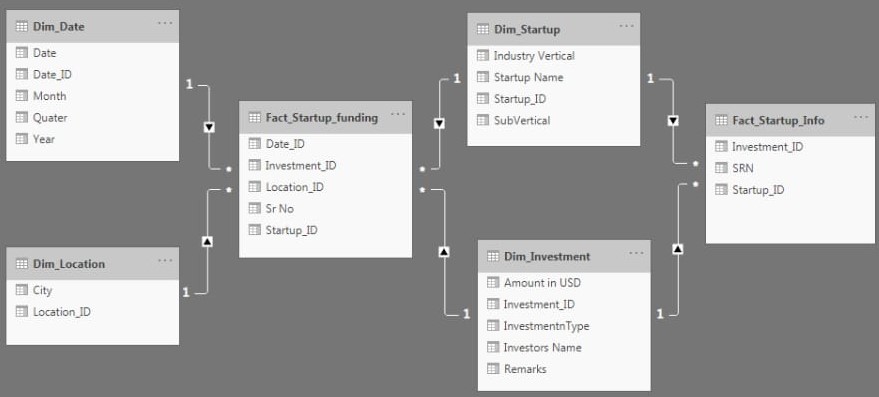 Dim_Date
Date
Date_ID
Month
Quater
Year
1
Dim_Location
City
Location_ID
1
Fact_Startup_funding
Date_ID
Investment_ID
Location_ID
Sr No
Startup_ID
*
*
*
*
Dim_Startup
Industry Vertical
Startup Name
Startup_ID
SubVertical
1
1
Dim_Investment
Amount in USD
Investment_ID
InvestmentnType
Investors Name
Remarks
1
1
Fact_Startup_Info
Investment_ID
SRN
Startup_ID
*
*